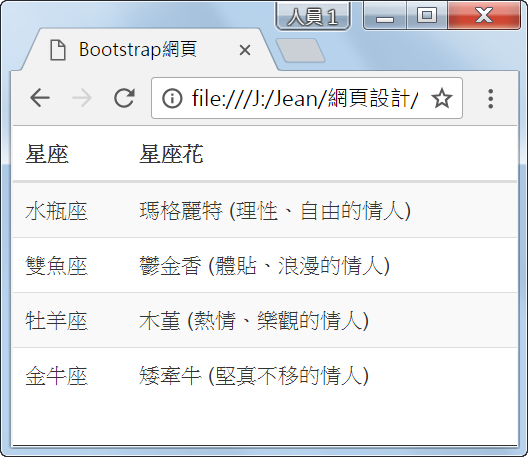 人員 1
Bootstrap網頁
file:///J:/Jean/網頁設計/
星座 星座花
水瓶座 瑪格麗特 (理性、自由的情人)
雙魚座 鬱金香 (體貼、浪漫的情人)
牡羊座 木堇 (熱情、樂觀的情人)
金牛座 矮牽牛 (堅真不移的情人)